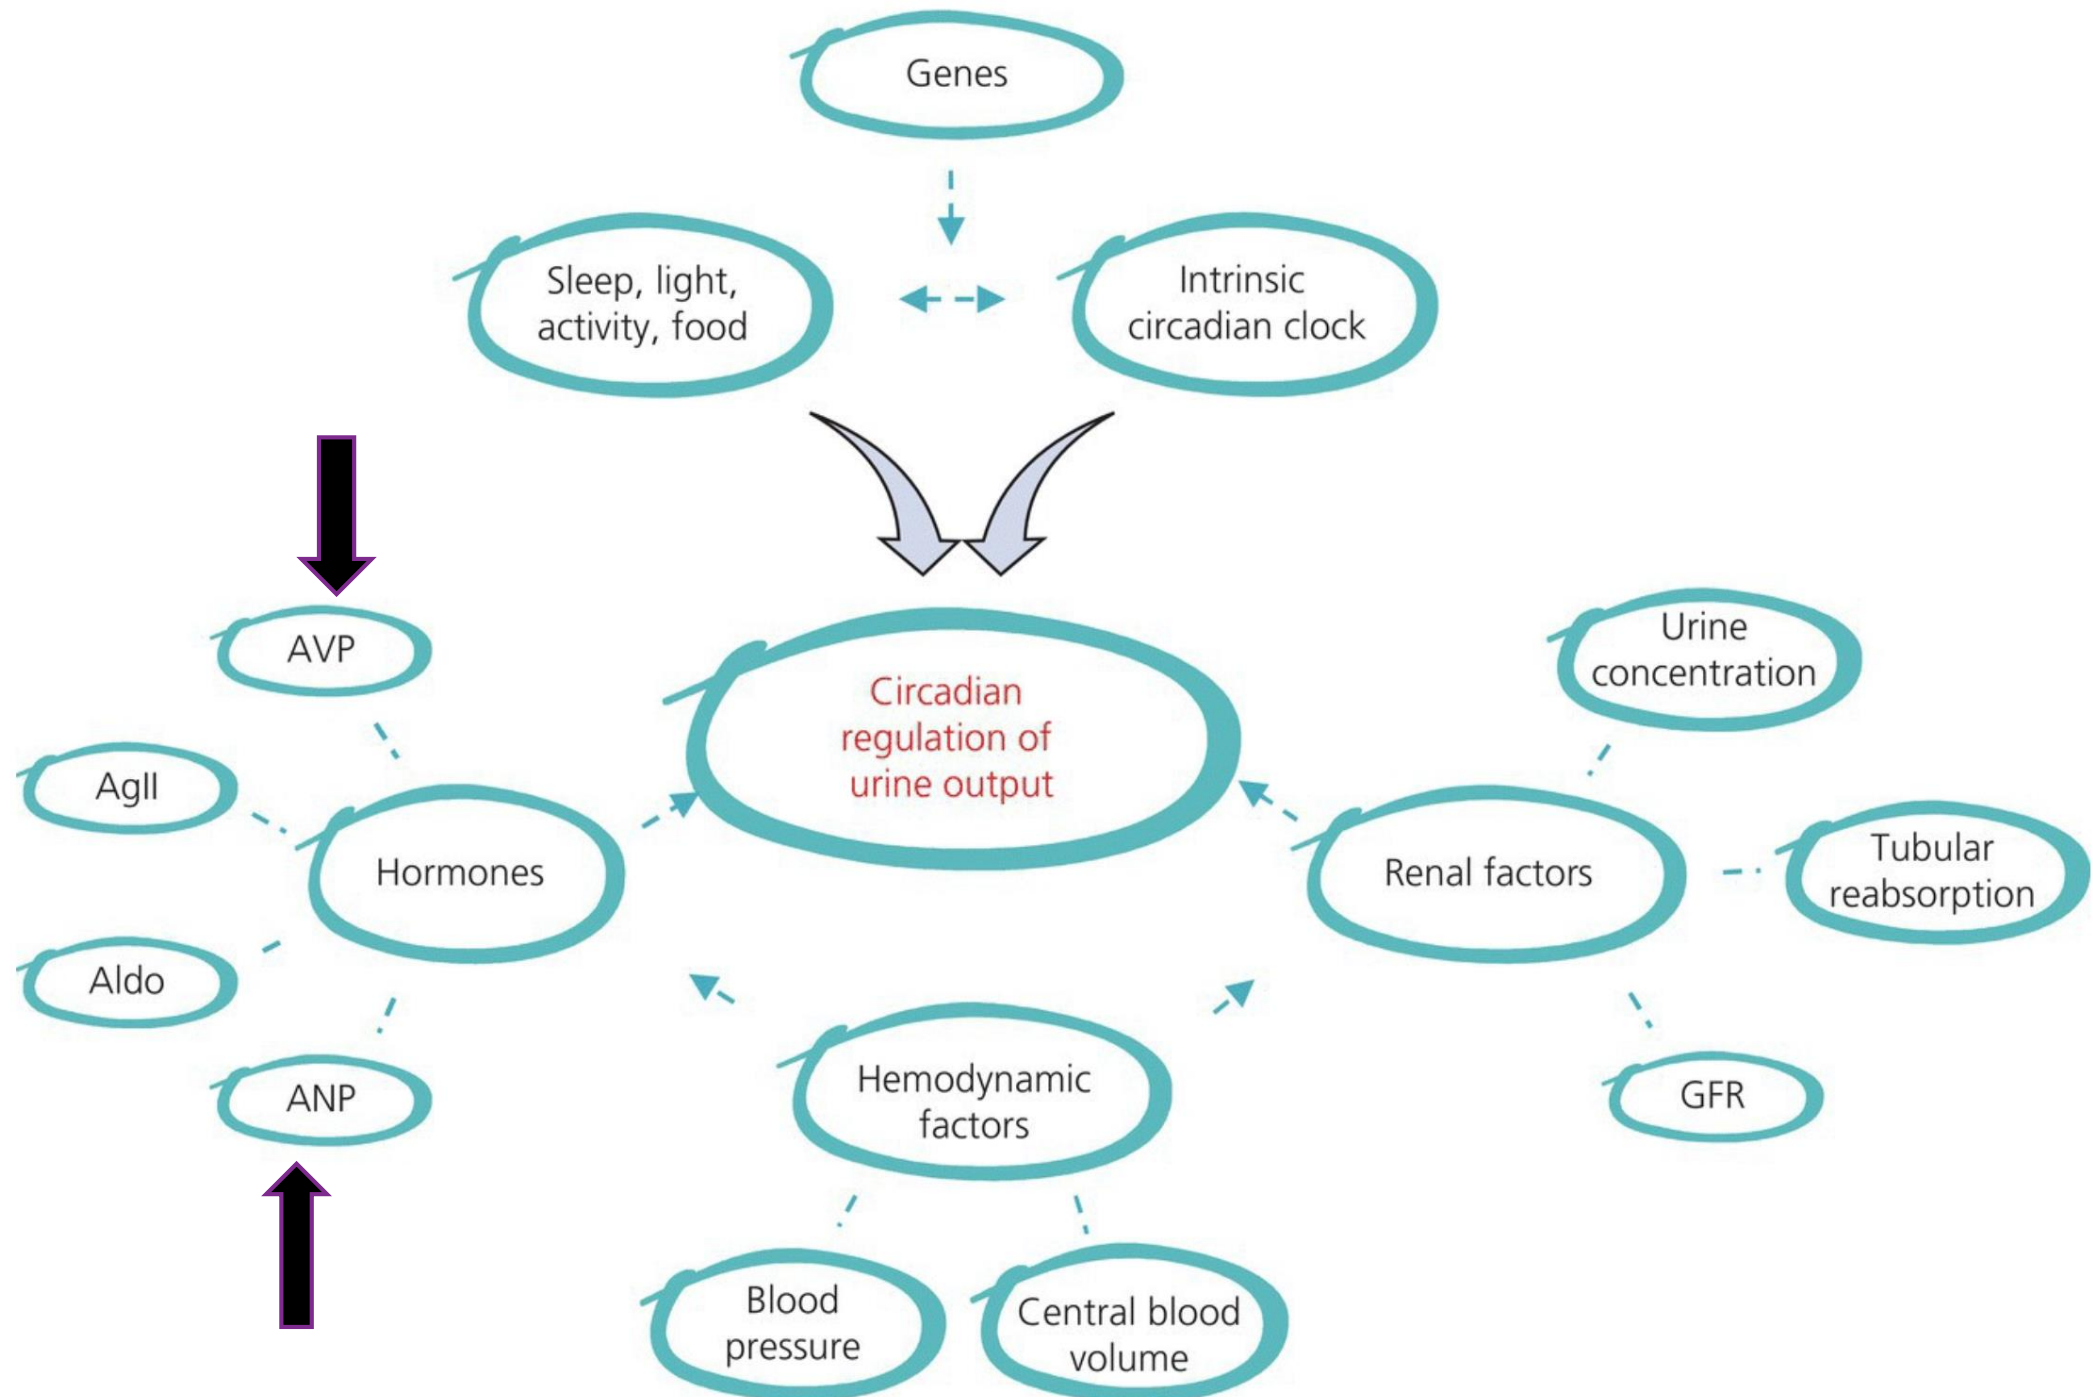 Genes
Sleep, light,
activity, food
Intrinsic
circadian clock
AVP
AgII
Hormones
Aldo
ANP
Circadian
regulation of
urine output
Urine
concentration
Renal factors
Tubular
reabsorption
GFR
Hemodynamic
factors
Blood
pressure
Central blood
volume